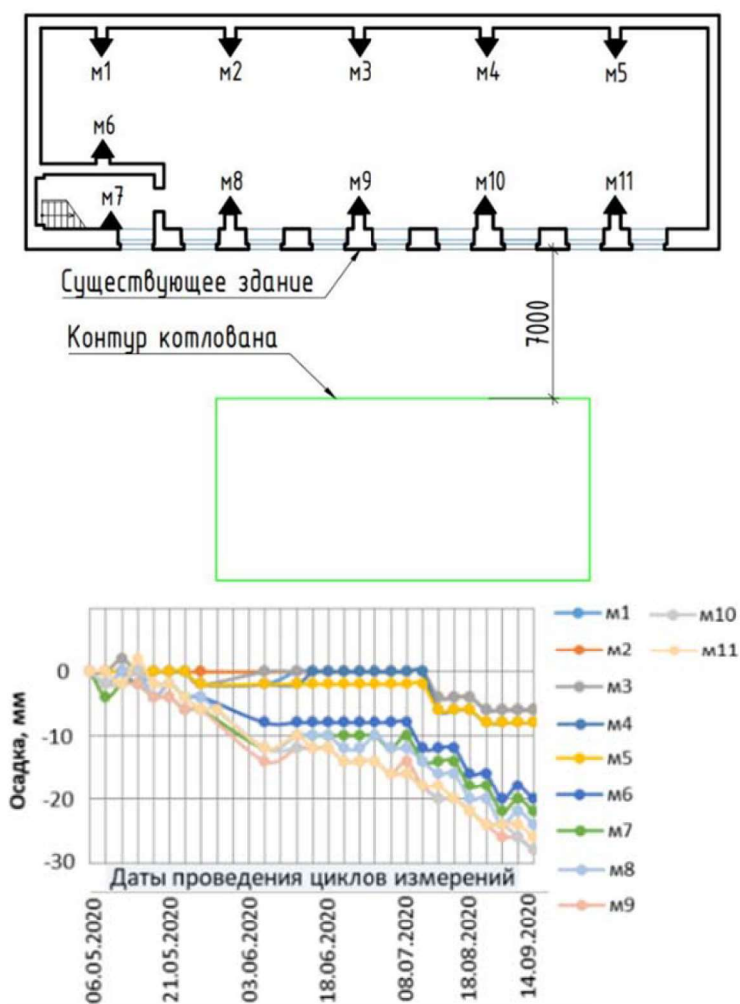 м1 м2 м3 м4 м5
м6
м7 м8 м9 м10 м11
Существующее здание
Контур котлована
7000
Осадка, мм
0
-10
-20
-30
Даты проведения циклов измерений
06.05.2020
21.05.2020
03.06.2020
18.06.2020
08.07.2020
18.08.2020
14.09.2020
м1 м10
м2 м11
м3
м4
м5
м6
м7
м8
м9